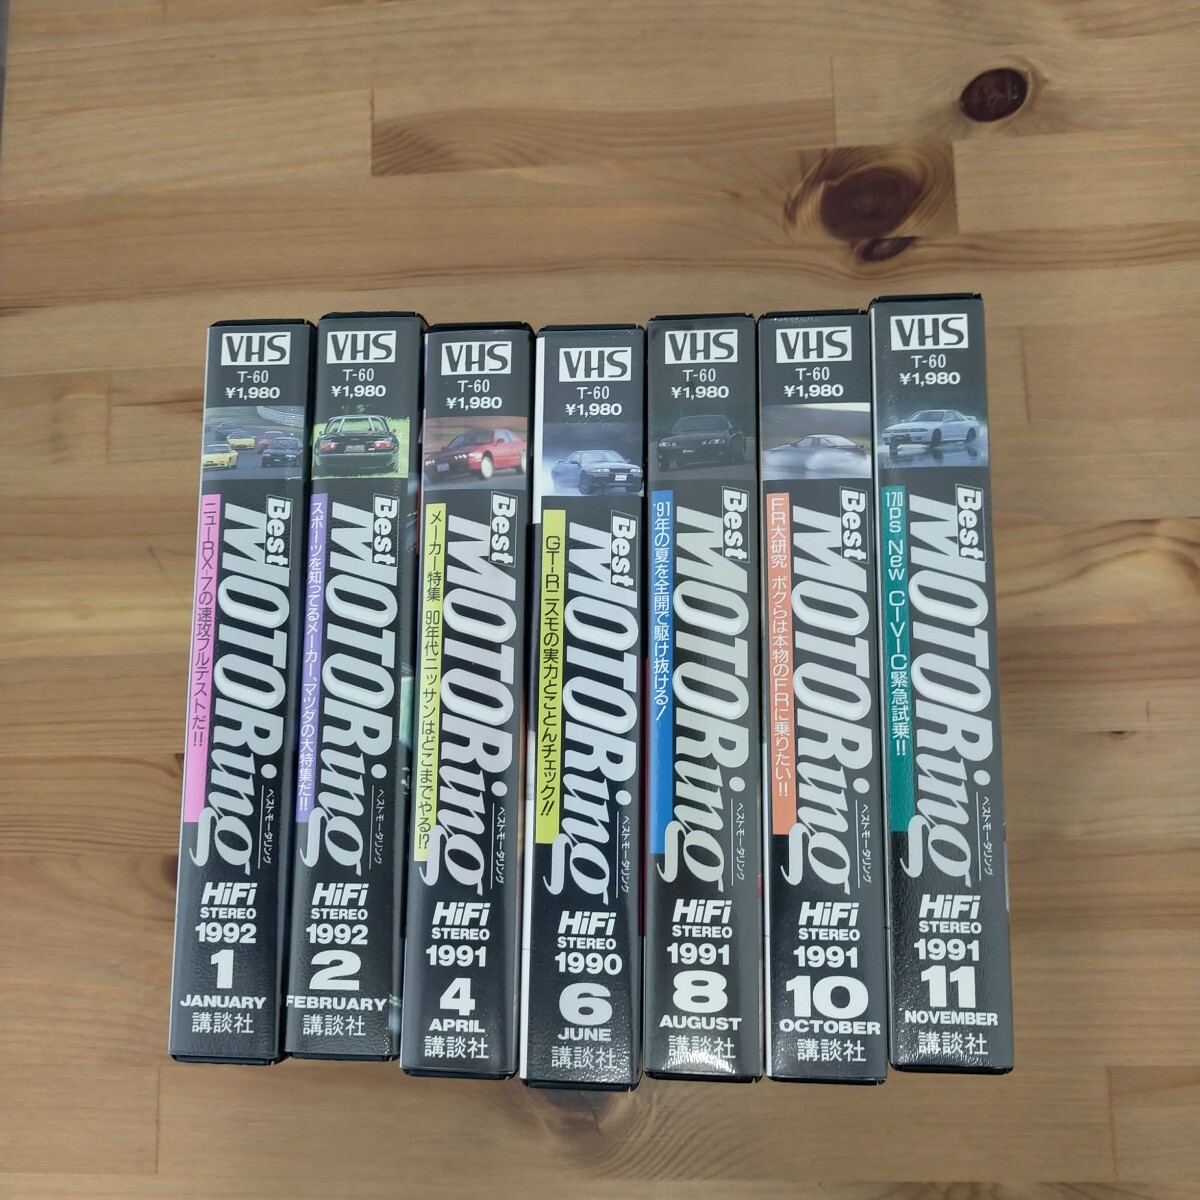 VHS
T-60
¥1,980
Best
MOTORing
ベストモータリング
ニューRX-7の速攻フルテストだ!!
HiFi
STEREO
1992
1
JANUARY
講談社
VHS
T-60
¥1,980
Best
MOTORing
ベストモータリング
スポーツを知ってるメーカー、マツダの大特集だ!!
HiFi
STEREO
1992
2
FEBRUARY
講談社
VHS
T-60
¥1,980
Best
MOTORing
ベストモータリング
メーカー特集 90年代ニッサンはどこまでやる!?
HiFi
STEREO
1991
4
APRIL
講談社
VHS
T-60
¥1,980
Best
MOTORing
ベストモータリング
GT-Rニスモの実力とことんチェック!!
HiFi
STEREO
1990
6
JUNE
講談社
VHS
T-60
¥1,980
Best
MOTORing
ベストモータリング
'91年の夏を全開で駆け抜ける!
HiFi
STEREO
1991
8
AUGUST
講談社
VHS
T-60
¥1,980
Best
MOTORing
ベストモータリング
FR大研究 ボクらは本物のFRに乗りたい!!
HiFi
STEREO
1991
10
OCTOBER
講談社
VHS
T-60
¥1,980
Best
MOTORing
ベストモータリング
170ps New CIVIC緊急試乗!!
HiFi
STEREO
1991
11
NOVEMBER
講談社